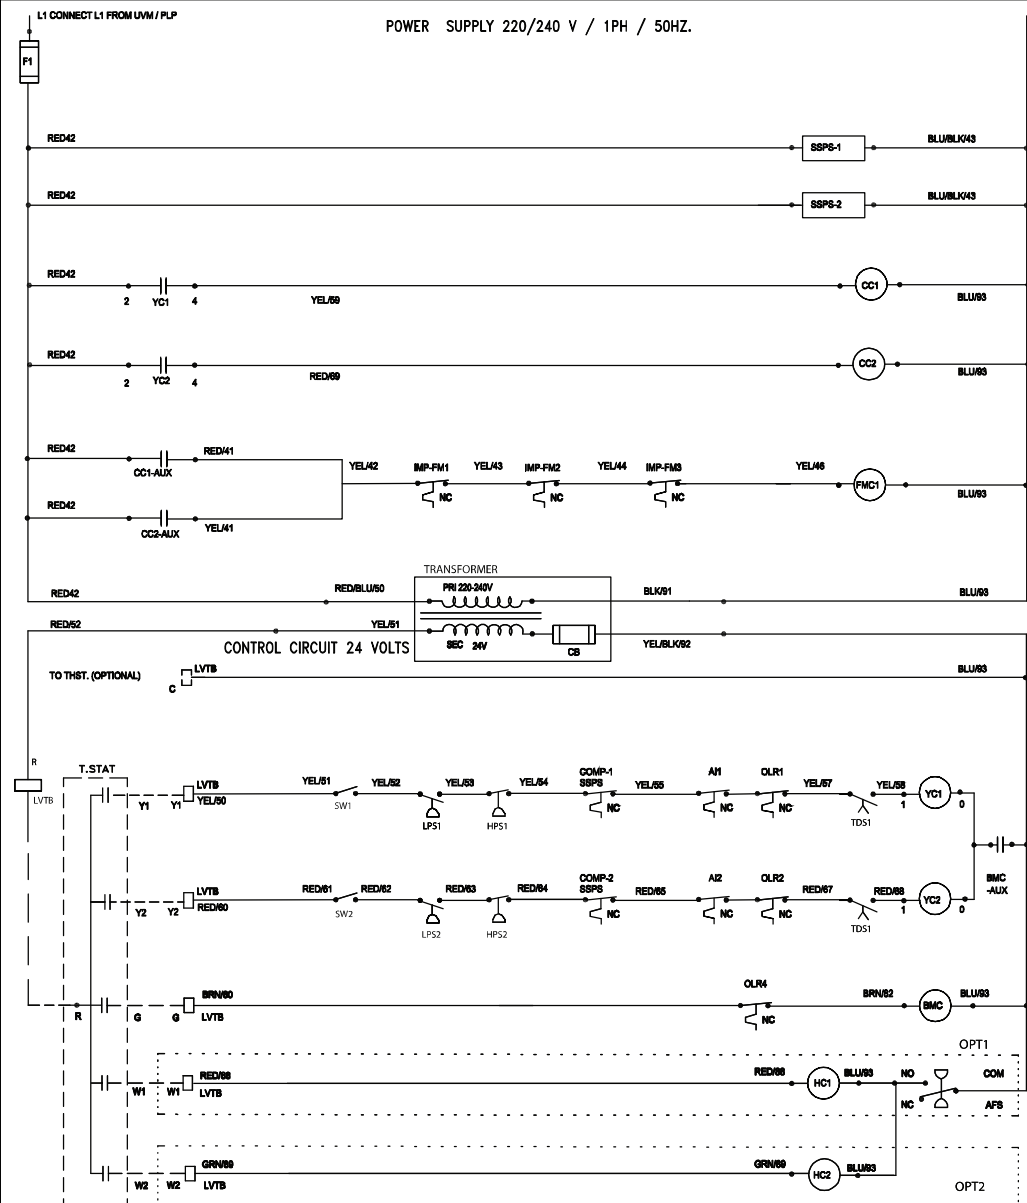 L1 CONNECT L1 FROM UVM / PLP
POWER SUPPLY 220/240 V / 1PH / 50HZ.
F1
RED42 SSPS-1 BLU/BLK/43
RED42 SSPS-2 BLU/BLK/43
RED42 2 YC1 4 YEL/59 CC1 BLU/93
RED42 2 YC2 4 RED/69 CC2 BLU/93
RED42 CC1-AUX RED/41 YEL/42 IMP-FM1 NC YEL/43 IMP-FM2 NC YEL/44 IMP-FM3 NC YEL/46 FMC1 BLU/93
RED42 CC2-AUX YEL/41
TRANSFORMER
RED42 RED/BLU/50 PRI 220-240V BLK/91 BLU/93
RED/52 YEL/51 SEC 24V CB YEL/BLK/92
CONTROL CIRCUIT 24 VOLTS
TO THST. (OPTIONAL) C LVTB BLU/93
R
LVTB
T.STAT
Y1 Y1 LVTB YEL/50 YEL/51 SW1 YEL/52 LPS1 YEL/53 HPS1 YEL/54 COMP-1 SSPS NC YEL/55 AI1 NC OLR1 NC YEL/57 TDS1 YEL/58 1 YC1 0
BMC -AUX
Y2 Y2 LVTB RED/60 RED/61 SW2 RED/62 LPS2 RED/63 HPS2 RED/64 COMP-2 SSPS NC RED/65 AI2 NC OLR2 NC RED/67 TDS1 RED/68 1 YC2 0
R G G BRN/80 LVTB OLR4 NC BRN/82 BMC BLU/93
OPT1
W1 W1 RED/88 LVTB RED/88 HC1 BLU/93 NO NC COM AFS
W2 W2 GRN/89 LVTB GRN/89 HC2 BLU/93
OPT2